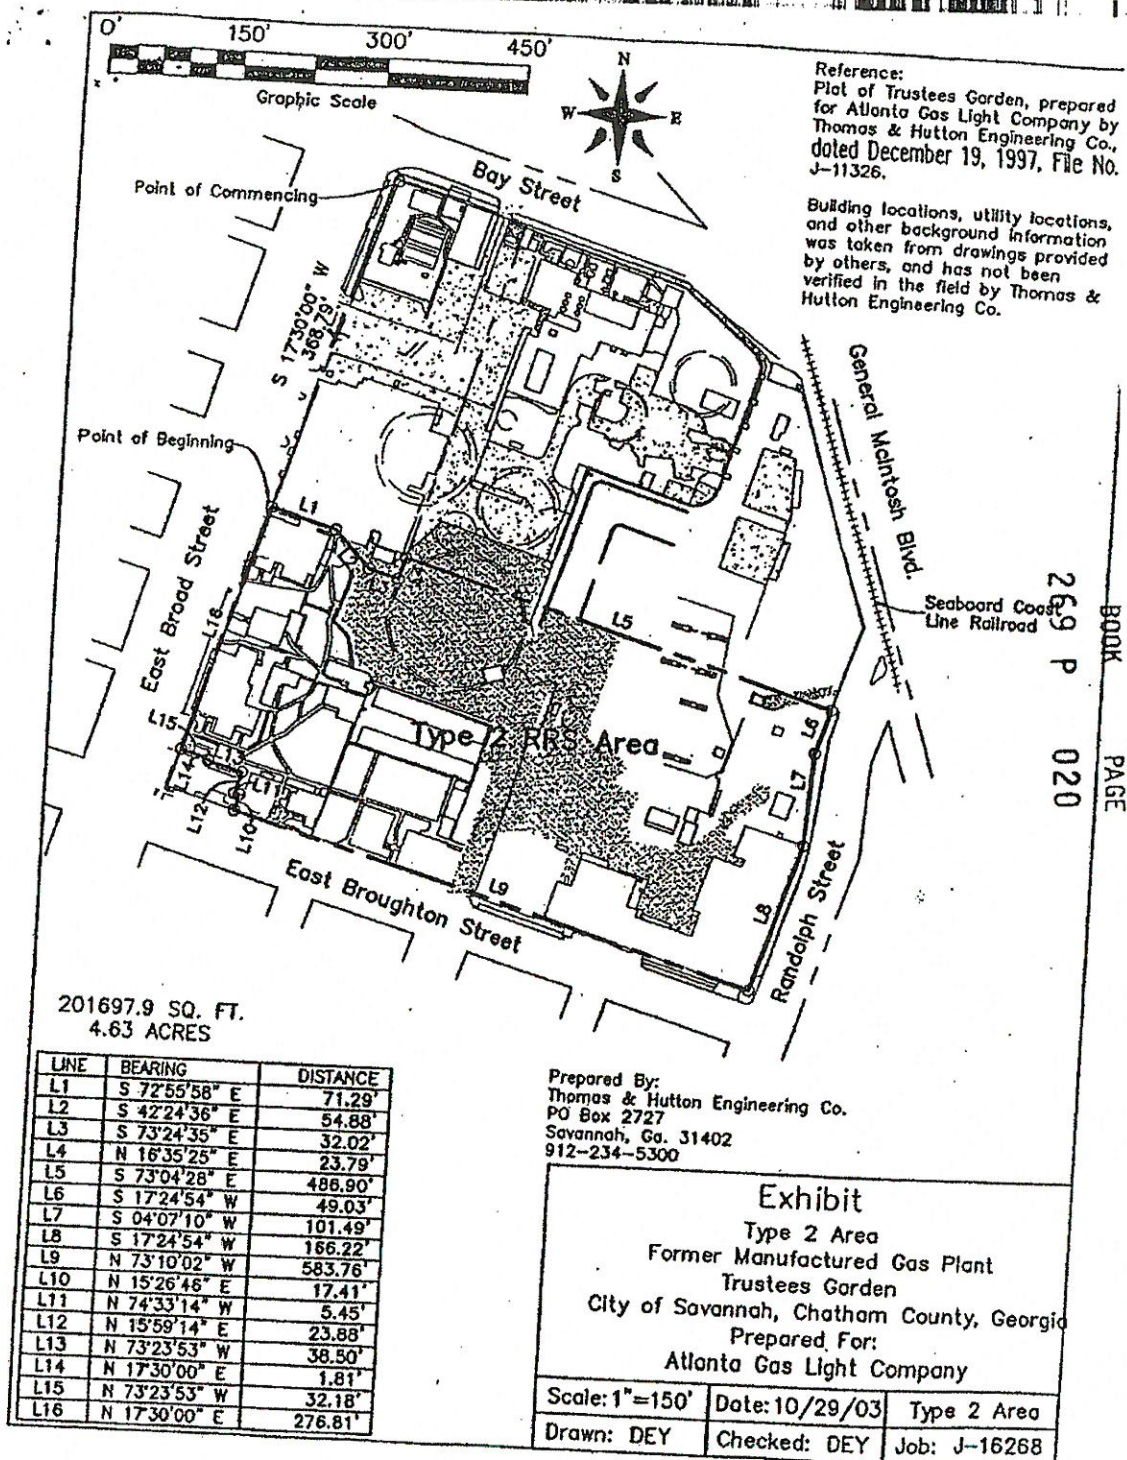 0'
150'
300'
450'
Graphic Scale
N
W
E
S
Reference:
Plat of Trustees Garden, prepared
for Atlanta Gas Light Company by
Thomas & Hutton Engineering Co.,
dated December 19, 1997, File No.
J-11326.
Building locations, utility locations,
and other background information
was taken from drawings provided
by others, and has not been
verified in the field by Thomas &
Hutton Engineering Co.
Bay Street
Point of Commencing
S 17°30'00" W
368.79'
General McIntosh Blvd.
Point of Beginning
L1
East Broad Street
L5
Seaboard Coast
Line Railroad
L16
L6
L15
L13
L14
L11
L12
L10
L7
Type 2 RRS Area
L9
L8
East Broughton Street
Randolph Street
BOOK PAGE
269 P 020
201697.9 SQ. FT.
4.63 ACRES
LINE BEARING DISTANCE
L1 S 72°55'58" E 71.29'
L2 S 42°24'36" E 54.88'
L3 S 73°24'35" E 32.02'
L4 N 16°35'25" E 23.79'
L5 S 73°04'28" E 486.90'
L6 S 17°24'54" W 49.03'
L7 S 04°07'10" W 101.49'
L8 S 17°24'54" W 166.22'
L9 N 73°10'02" W 583.76'
L10 N 15°26'46" E 17.41'
L11 N 74°33'14" W 5.45'
L12 N 15°59'14" E 23.88'
L13 N 73°23'53" W 38.50'
L14 N 17°30'00" E 1.81'
L15 N 73°23'53" W 32.18'
L16 N 17°30'00" E 276.81'
Prepared By:
Thomas & Hutton Engineering Co.
PO Box 2727
Savannah, Ga. 31402
912-234-5300
Exhibit
Type 2 Area
Former Manufactured Gas Plant
Trustees Garden
City of Savannah, Chatham County, Georgia
Prepared For:
Atlanta Gas Light Company
Scale: 1"=150' Date: 10/29/03 Type 2 Area
Drawn: DEY Checked: DEY Job: J-16268